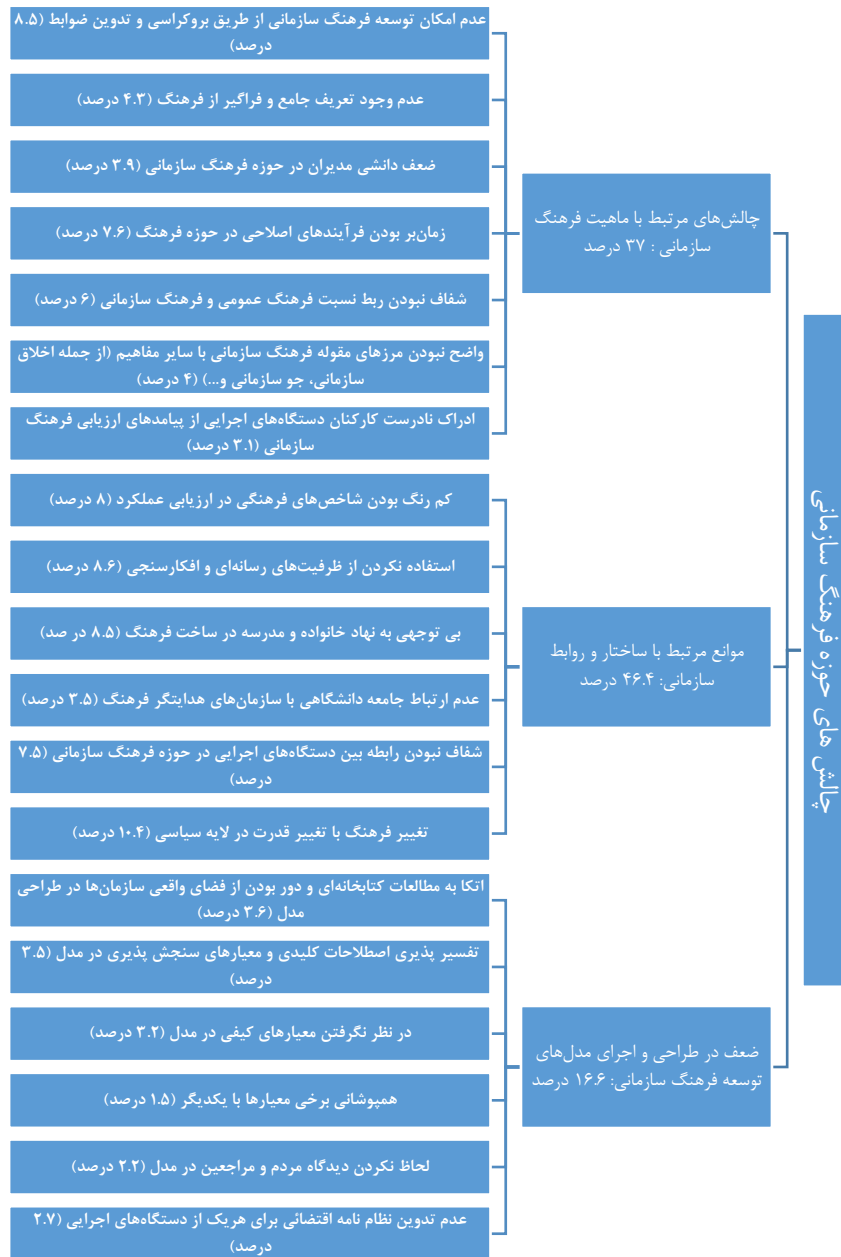 چالش های حوزه فرهنگ سازمانی
چالش‌های مرتبط با ماهیت فرهنگ
سازمانی : ۳۷ درصد
عدم امکان توسعه فرهنگ سازمانی از طریق بروکراسی و تدوین ضوابط (۸.۵
درصد)
عدم وجود تعریف جامع و فراگیر از فرهنگ (۴.۳ درصد)
ضعف دانشی مدیران در حوزه فرهنگ سازمانی (۳.۹ درصد)
زمان‌بر بودن فرآیندهای اصلاحی در حوزه فرهنگ (۷.۶ درصد)
شفاف نبودن ربط نسبت فرهنگ عمومی و فرهنگ سازمانی (۶ درصد)
واضح نبودن مرزهای مقوله فرهنگ سازمانی با سایر مفاهیم (از جمله اخلاق
سازمانی، جو سازمانی و...) (۴ درصد)
ادراک نادرست کارکنان دستگاه‌های اجرایی از پیامدهای ارزیابی فرهنگ
سازمانی (۳.۱ درصد)
موانع مرتبط با ساختار و روابط
سازمانی: ۴۶.۴ درصد
کم رنگ بودن شاخص‌های فرهنگی در ارزیابی عملکرد (۸ درصد)
استفاده نکردن از ظرفیت‌های رسانه‌ای و افکارسنجی (۸.۶ درصد)
بی توجهی به نهاد خانواده و مدرسه در ساخت فرهنگ (۸.۵ در صد)
عدم ارتباط جامعه دانشگاهی با سازمان‌های هدایتگر فرهنگ (۳.۵ درصد)
شفاف نبودن رابطه بین دستگاه‌های اجرایی در حوزه فرهنگ سازمانی (۷.۵
درصد)
تغییر فرهنگ با تغییر قدرت در لایه سیاسی (۱۰.۴ درصد)
ضعف در طراحی و اجرای مدل‌های
توسعه فرهنگ سازمانی: ۱۶.۶ درصد
اتکا به مطالعات کتابخانه‌ای و دور بودن از فضای واقعی سازمان‌ها در طراحی
مدل (۳.۶ درصد)
تفسیر پذیری اصطلاحات کلیدی و معیارهای سنجش پذیری در مدل (۳.۵
درصد)
در نظر نگرفتن معیارهای کیفی در مدل (۳.۲ درصد)
همپوشانی برخی معیارها با یکدیگر (۱.۵ درصد)
لحاظ نکردن دیدگاه مردم و مراجعین در مدل (۲.۲ درصد)
عدم تدوین نظام نامه اقتضائی برای هریک از دستگاه‌های اجرایی (۲.۷
درصد)